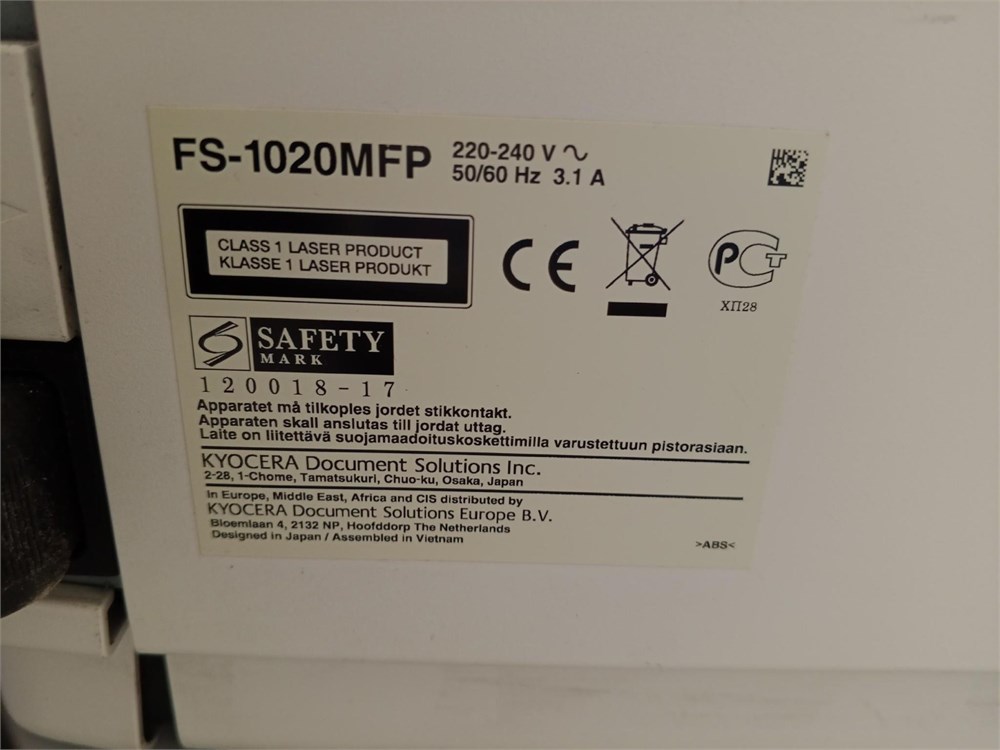 FS-1020MFP
220-240 V ∿
50/60 Hz 3.1 A
CLASS 1 LASER PRODUCT
KLASSE 1 LASER PRODUKT
CE
РСТ
ХП28
SAFETY
MARK
120018-17
Apparatet må tilkoples jordet stikkontakt.
Apparaten skall anslutas till jordat uttag.
Laite on liitettävä suojamaadoituskoskettimilla varustettuun pistorasiaan.
KYOCERA Document Solutions Inc.
2-28, 1-Chome, Tamatsukuri, Chuo-ku, Osaka, Japan
In Europe, Middle East, Africa and CIS distributed by
KYOCERA Document Solutions Europe B.V.
Bloemlaan 4, 2132 NP, Hoofddorp The Netherlands
Designed in Japan / Assembled in Vietnam
>ABS<